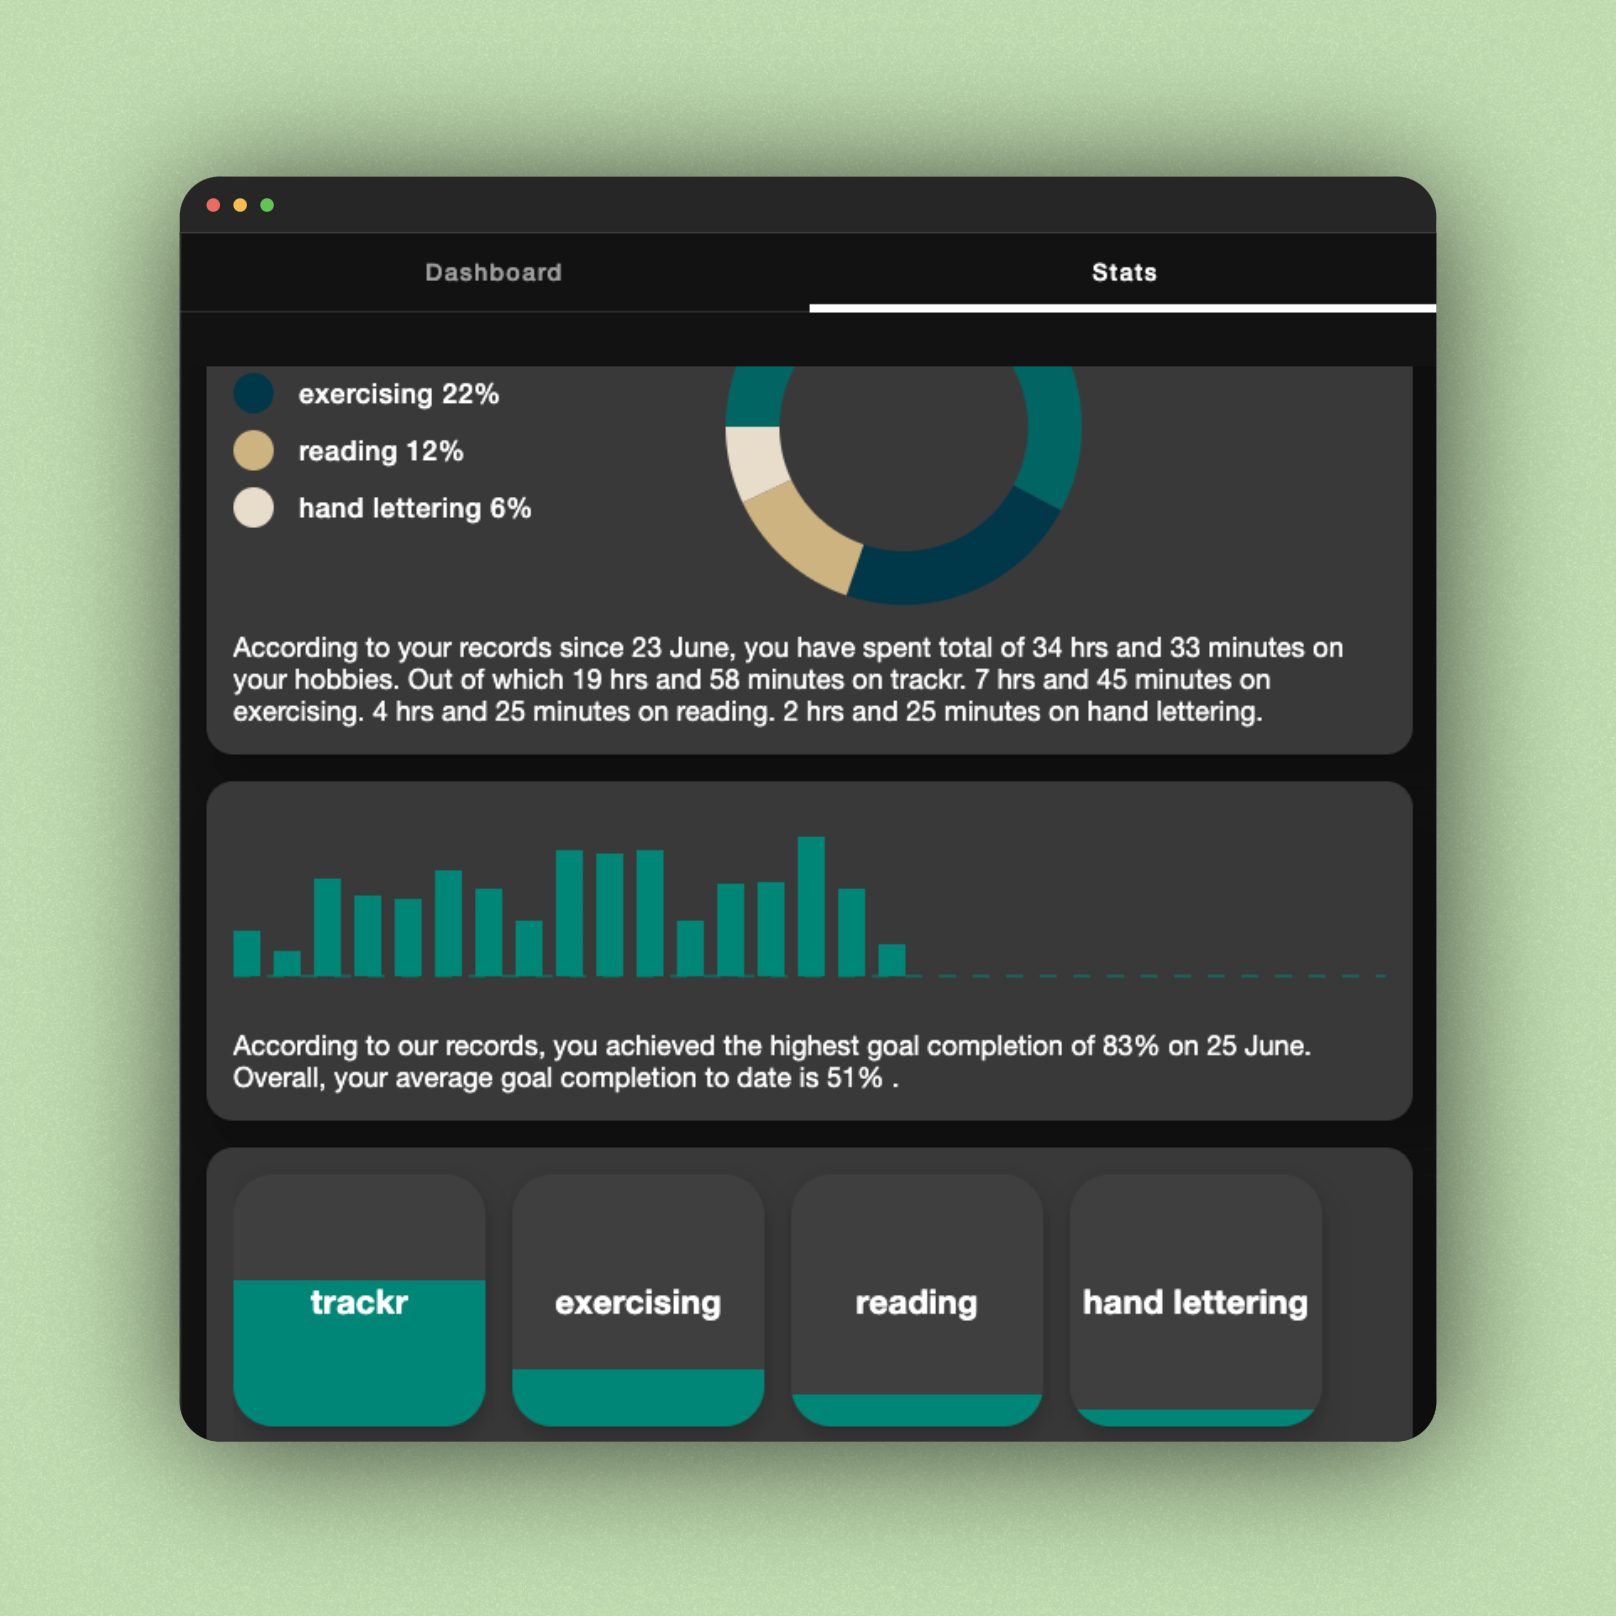 Dashboard
Stats
exercising 22%
reading 12%
hand lettering 6%
According to your records since 23 June, you have spent total of 34 hrs and 33 minutes on
your hobbies. Out of which 19 hrs and 58 minutes on trackr. 7 hrs and 45 minutes on
exercising. 4 hrs and 25 minutes on reading. 2 hrs and 25 minutes on hand lettering.
According to our records, you achieved the highest goal completion of 83% on 25 June.
Overall, your average goal completion to date is 51% .
trackr
exercising
reading
hand lettering